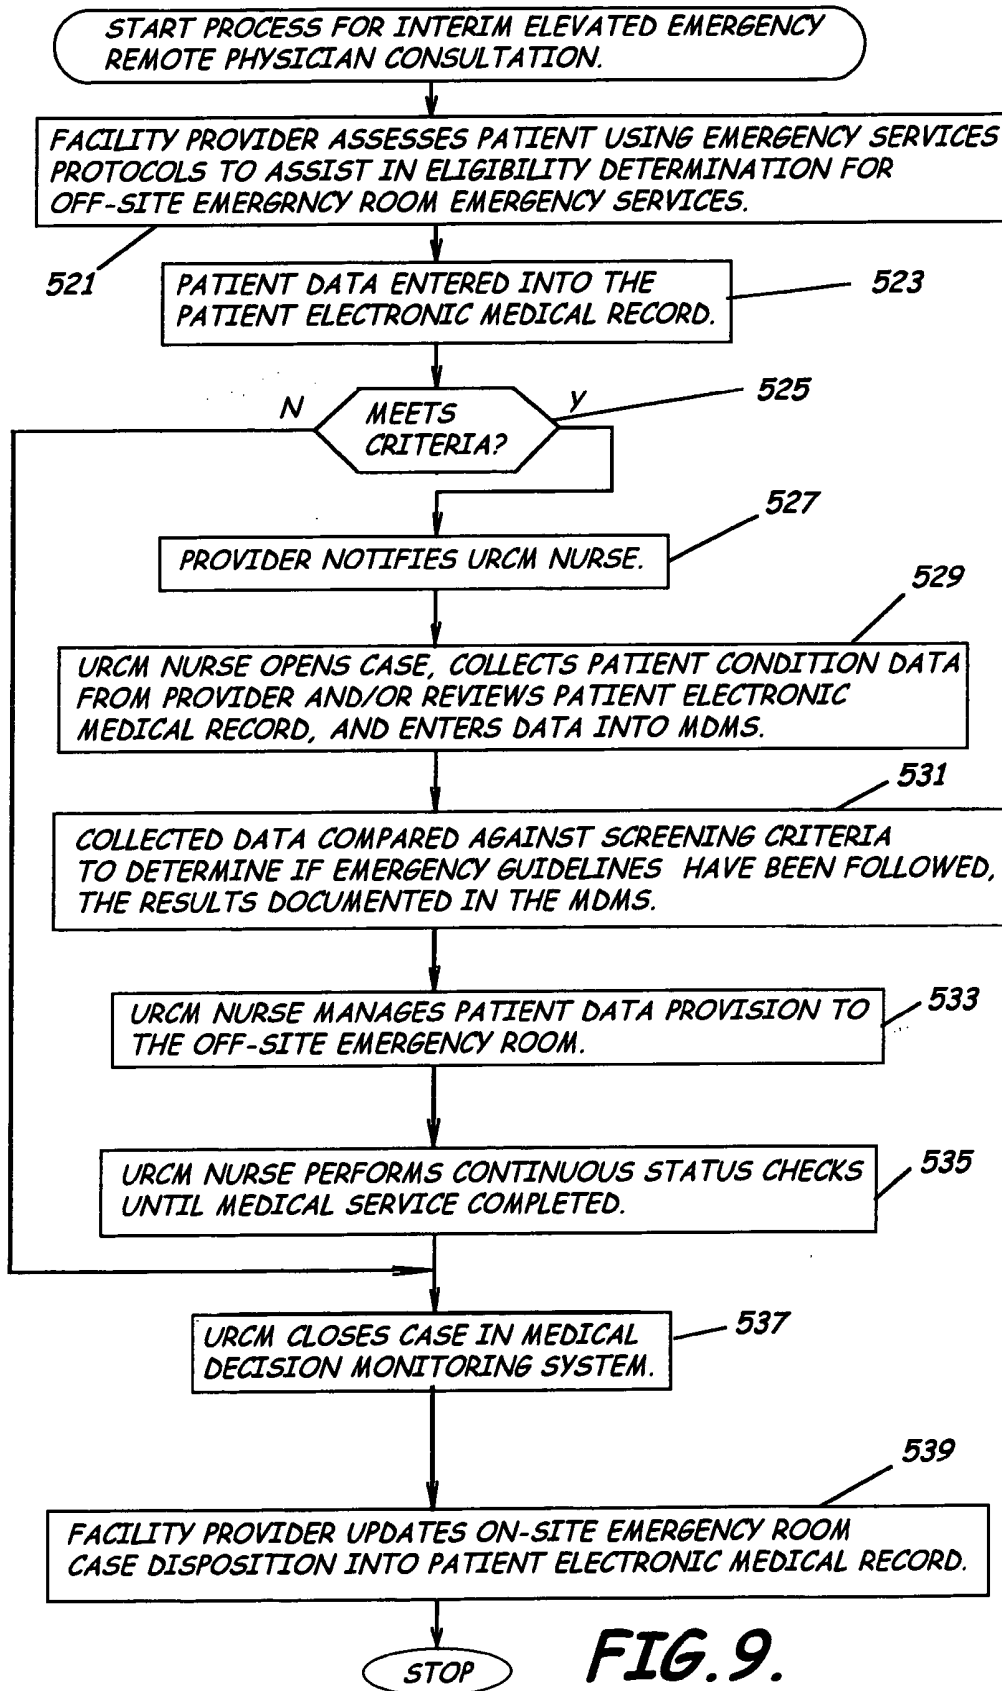 START PROCESS FOR INTERIM ELEVATED EMERGENCY
REMOTE PHYSICIAN CONSULTATION.
FACILITY PROVIDER ASSESSES PATIENT USING EMERGENCY SERVICES
PROTOCOLS TO ASSIST IN ELIGIBILITY DETERMINATION FOR
OFF-SITE EMERGRNCY ROOM EMERGENCY SERVICES.
521
PATIENT DATA ENTERED INTO THE
PATIENT ELECTRONIC MEDICAL RECORD.
523
N
MEETS
CRITERIA?
Y
525
527
PROVIDER NOTIFIES URCM NURSE.
529
URCM NURSE OPENS CASE, COLLECTS PATIENT CONDITION DATA
FROM PROVIDER AND/OR REVIEWS PATIENT ELECTRONIC
MEDICAL RECORD, AND ENTERS DATA INTO MDMS.
531
COLLECTED DATA COMPARED AGAINST SCREENING CRITERIA
TO DETERMINE IF EMERGENCY GUIDELINES HAVE BEEN FOLLOWED,
THE RESULTS DOCUMENTED IN THE MDMS.
URCM NURSE MANAGES PATIENT DATA PROVISION TO
THE OFF-SITE EMERGENCY ROOM.
533
URCM NURSE PERFORMS CONTINUOUS STATUS CHECKS
UNTIL MEDICAL SERVICE COMPLETED.
535
URCM CLOSES CASE IN MEDICAL
DECISION MONITORING SYSTEM.
537
539
FACILITY PROVIDER UPDATES ON-SITE EMERGENCY ROOM
CASE DISPOSITION INTO PATIENT ELECTRONIC MEDICAL RECORD.
STOP
FIG. 9.